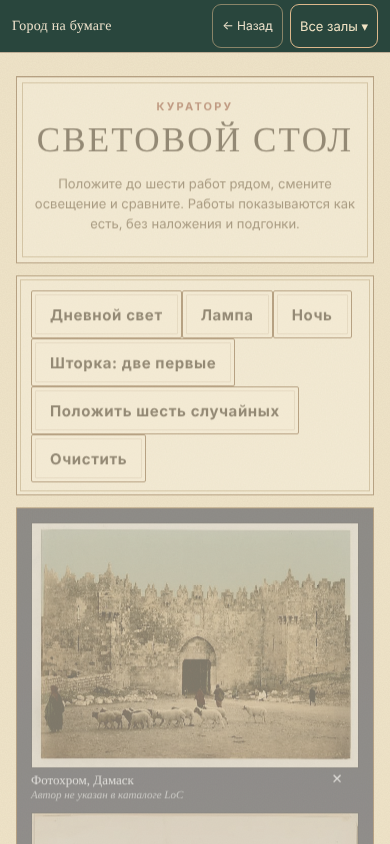 Город на бумаге
← Назад
Все залы ▾
КУРАТОРУ
СВЕТОВОЙ СТОЛ
Положите до шести работ рядом, смените
освещение и сравните. Работы показываются как
есть, без наложения и подгонки.
Дневной свет
Лампа
Ночь
Шторка: две первые
Положить шесть случайных
Очистить
Фотохром, Дамаск
✕
Автор не указан в каталоге LoC